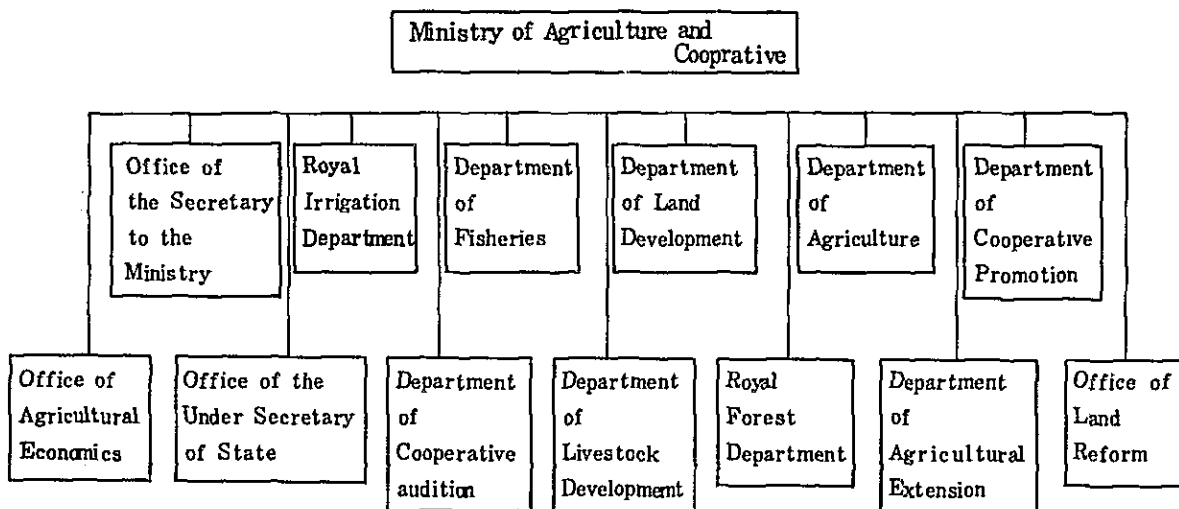 Ministry of Agriculture and
Cooprative
Office of
the Secretary
to the
Ministry
Royal
Irrigation
Department
Department
of
Fisheries
Department
of Land
Development
Department
of
Agriculture
Department
of
Cooperative
Promotion
Office of
Agricultural
Economics
Office of the
Under Secretary
of State
Department
of
Cooperative
audition
Department
of
Livestock
Development
Royal
Forest
Department
Department
of
Agricultural
Extension
Office of
Land
Reform